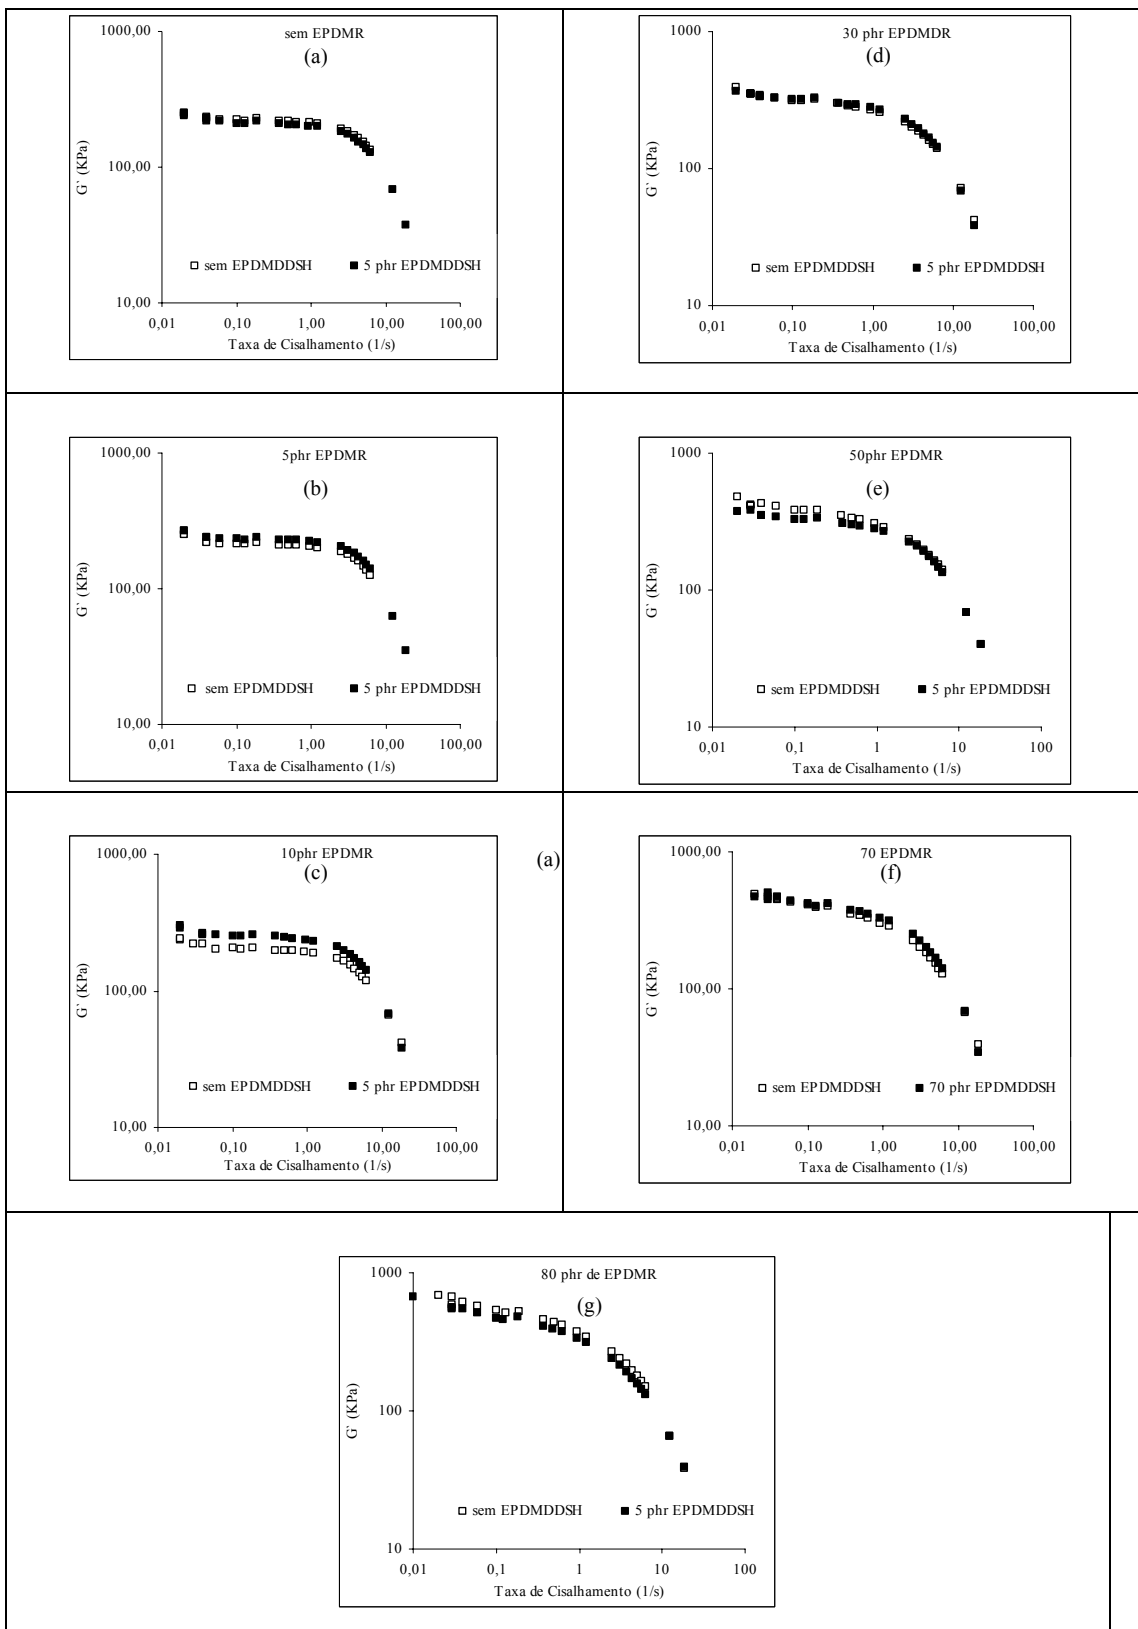 sem EPDMR
(a)
1000,00
100,00
10,00
G` (KPa)
sem EPDMDDSH 5 phr EPDMDDSH
0,01 0,10 1,00 10,00 100,00
Taxa de Cisalhamento (1/s)
30 phr EPDMDR
(d)
1000
100
10
G` (KPa)
sem EPDMDDSH 5 phr EPDMDDSH
0,01 0,10 1,00 10,00 100,00
Taxa de Cisalhamento (1/s)
5phr EPDMR
(b)
1000,00
100,00
10,00
G` (KPa)
sem EPDMDDSH 5 phr EPDMDDSH
0,01 0,10 1,00 10,00 100,00
Taxa de Cisalhamento (1/s)
50phr EPDMR
(e)
1000
100
10
G` (KPa)
sem EPDMDDSH 5 phr EPDMDDSH
0,01 0,1 1 10 100
Taxa de Cisalhamento (1/s)
10phr EPDMR
(c)
1000,00
100,00
10,00
G` (KPa)
sem EPDMDDSH 5 phr EPDMDDSH
0,01 0,10 1,00 10,00 100,00
Taxa de Cisalhamento (1/s)
(a)
70 EPDMR
(f)
1000,00
100,00
10,00
G` (KPa)
sem EPDMDDSH 70 phr EPDMDDSH
0,01 0,10 1,00 10,00 100,00
Taxa de Cisalhamento (1/s)
80 phr de EPDMR
(g)
1000
100
10
G` (KPa)
sem EPDMDDSH 5 phr EPDMDDSH
0,01 0,1 1 10 100
Taxa de Cisalhamento (1/s)